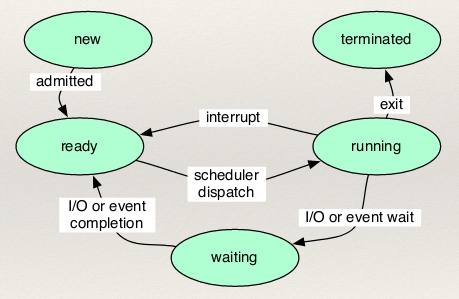 new
terminated
admitted
exit
interrupt
ready
running
scheduler
dispatch
I/O or event
completion
I/O or event wait
waiting